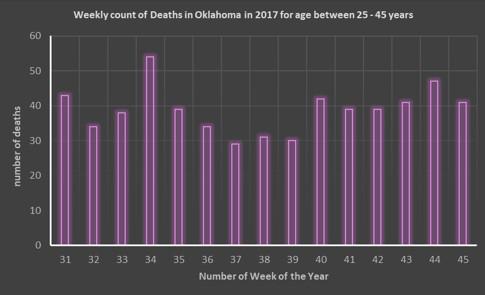 Weekly count of Deaths in Oklahoma in 2017 for age between 25 - 45 years
60
50
40
30
20
10
0
number of deaths
31 32 33 34 35 36 37 38 39 40 41 42 43 44 45
Number of Week of the Year